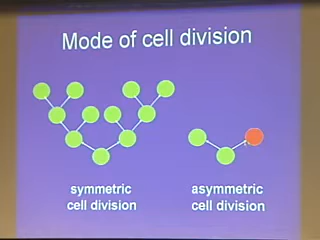 Mode of cell division
symmetric
cell division
asymmetric
cell division